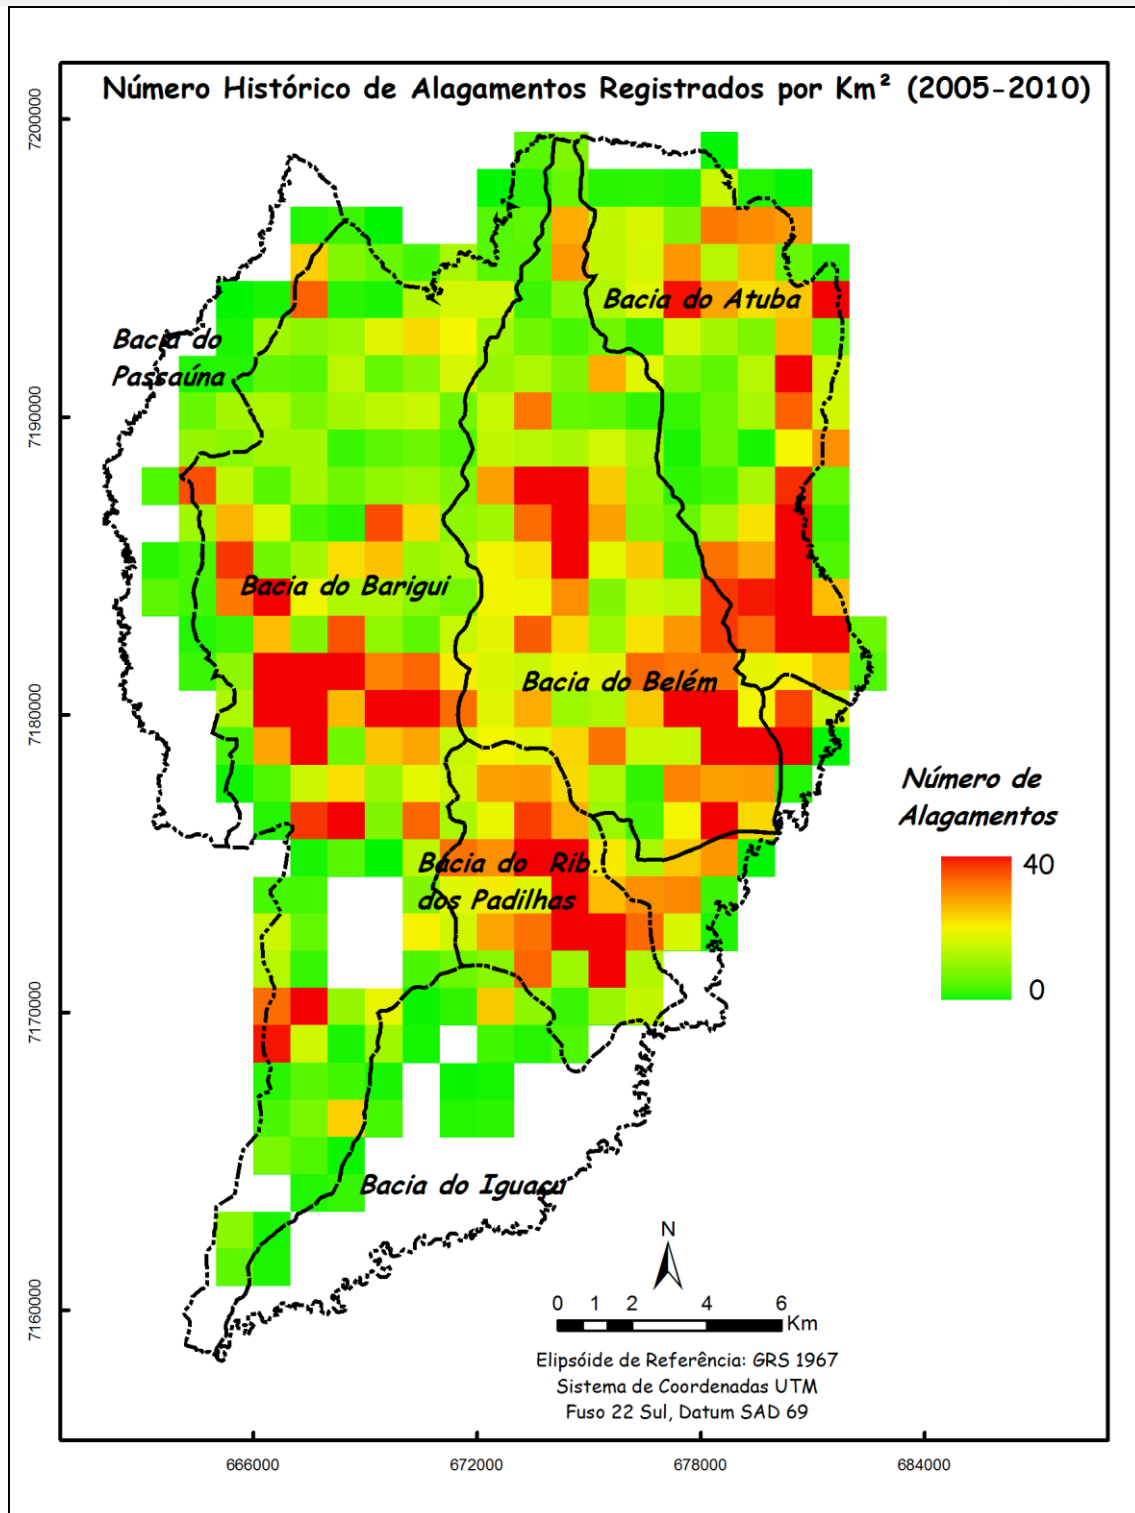 Número Histórico de Alagamentos Registrados por Km² (2005-2010)
7200000
7190000
7180000
7170000
7160000
Bacia do Atuba
Bacia do
Passaúna
Bacia do Barigui
Bacia do Belém
Número de
Alagamentos
40
0
Bacia do Rib.
dos Padilhas
Bacia do Iguaçu
N
0 1 2 4 6
Km
Elipsóide de Referência: GRS 1967
Sistema de Coordenadas UTM
Fuso 22 Sul, Datum SAD 69
666000 672000 678000 684000